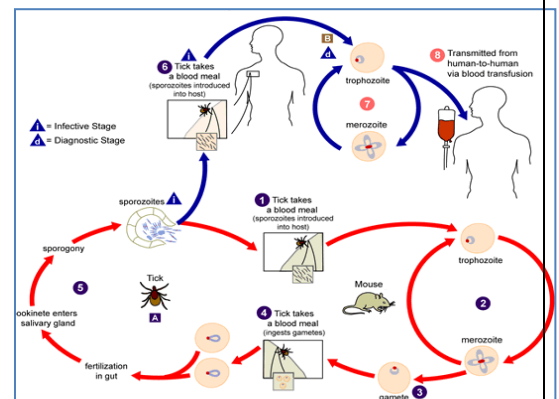 6 Tick takes
a blood meal
(sporozoites introduced
into host)
i
B
d
trophozoite
8 Transmitted from
human-to-human
via blood transfusion
7
merozoite
i = Infective Stage
d = Diagnostic Stage
sporozoites
i
1 Tick takes
a blood meal
(sporozoites introduced
into host)
trophozoite
sporogony
5
Tick
A
Mouse
2
ookinete enters
salivary gland
4 Tick takes
a blood meal
(ingests gametes)
merozoite
fertilization
in gut
gamete
3